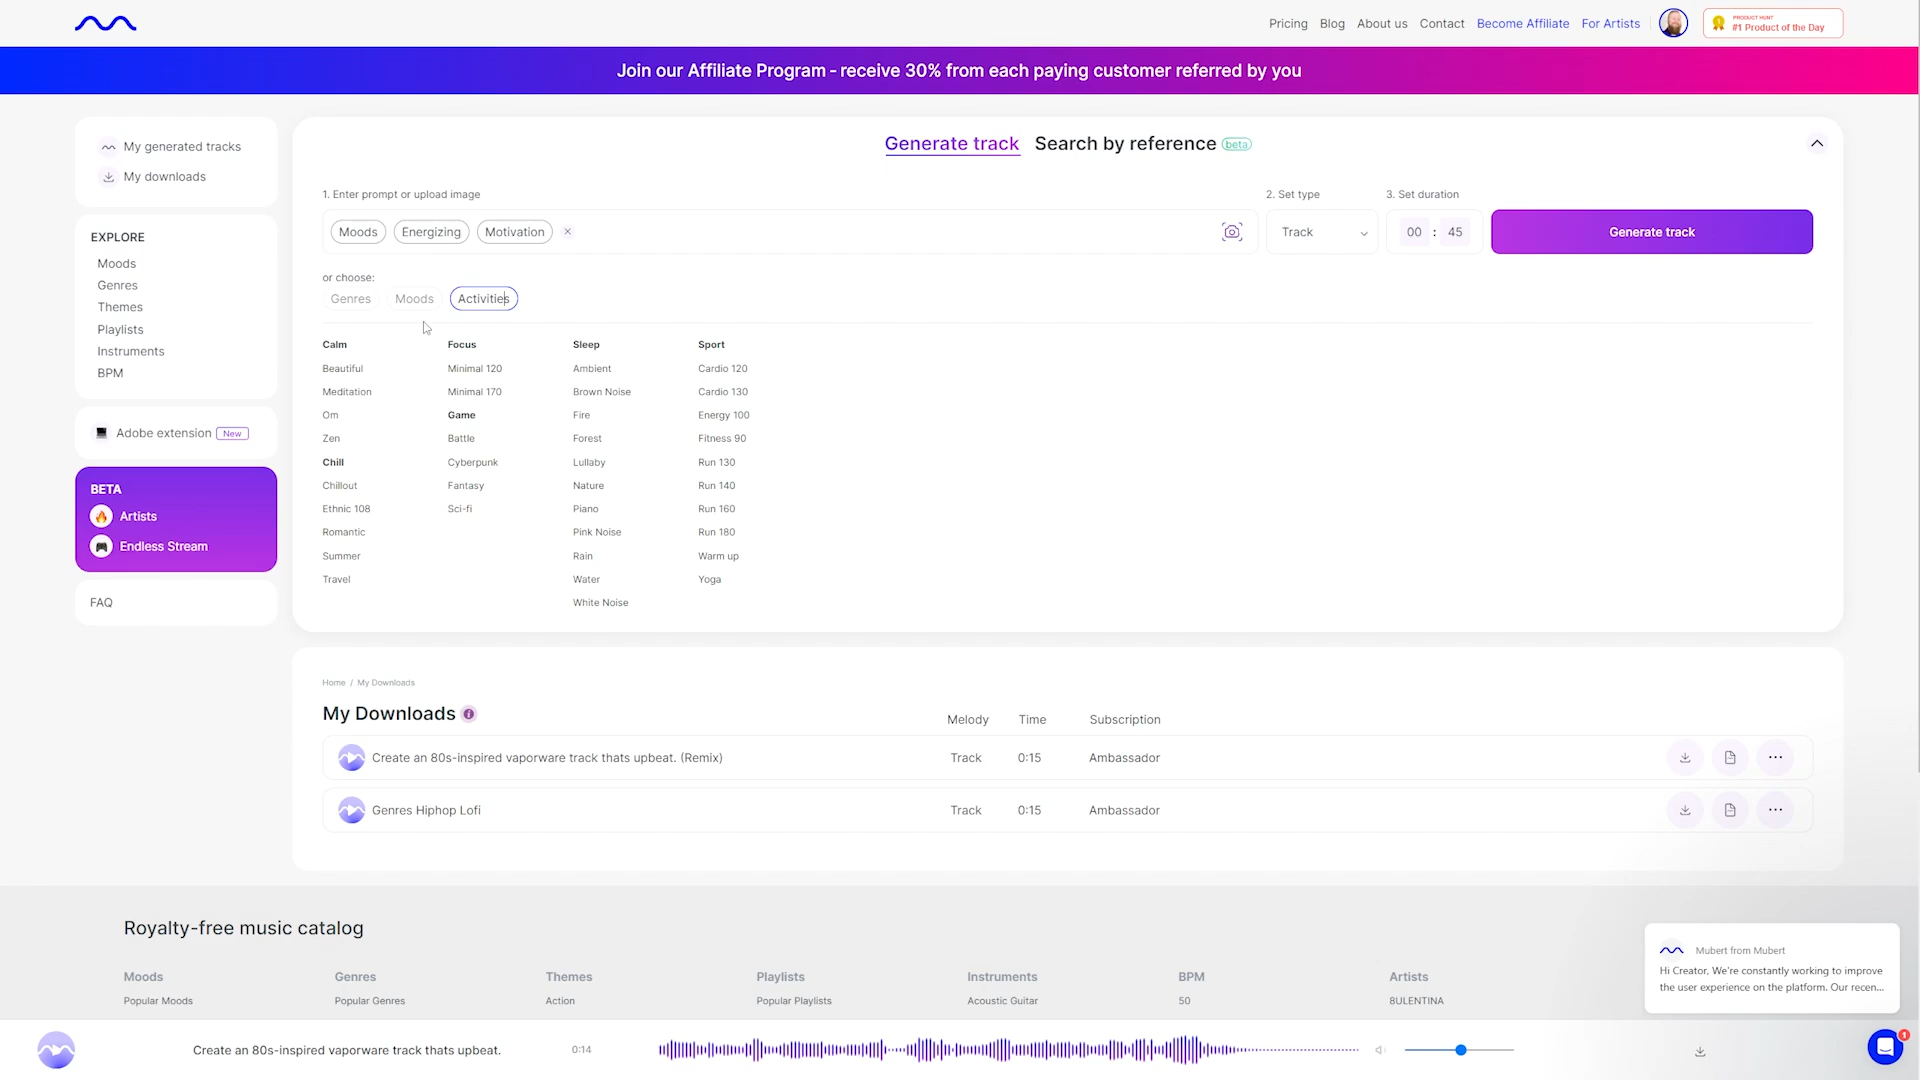 Pricing Blog About us Contact Become Affiliate For Artists
PRODUCT HUNT
#1 Product of the Day
Join our Affiliate Program - receive 30% from each paying customer referred by you
My generated tracks
My downloads
EXPLORE
Moods
Genres
Themes
Playlists
Instruments
BPM
Adobe extension New
BETA
Artists
Endless Stream
FAQ
Generate track Search by reference beta
1. Enter prompt or upload image 2. Set type 3. Set duration
Moods Energizing Motivation × Track 00 : 45 Generate track
or choose:
Genres Moods Activities
Calm Focus Sleep Sport
Beautiful Minimal 120 Ambient Cardio 120
Meditation Minimal 170 Brown Noise Cardio 130
Om Game Fire Energy 100
Zen Battle Forest Fitness 90
Chill Cyberpunk Lullaby Run 130
Chillout Fantasy Nature Run 140
Ethnic 108 Sci-fi Piano Run 160
Romantic Pink Noise Run 180
Summer Rain Warm up
Travel Water Yoga
White Noise
Home / My Downloads
My Downloads i Melody Time Subscription
Create an 80s-inspired vaporware track thats upbeat. (Remix) Track 0:15 Ambassador
Genres Hiphop Lofi Track 0:15 Ambassador
Royalty-free music catalog
Moods Genres Themes Playlists Instruments BPM Artists
Popular Moods Popular Genres Action Popular Playlists Acoustic Guitar 50 8ULENTINA
Mubert from Mubert
Hi Creator, We're constantly working to improve
the user experience on the platform. Our recen...
Create an 80s-inspired vaporware track thats upbeat. 0:14
1